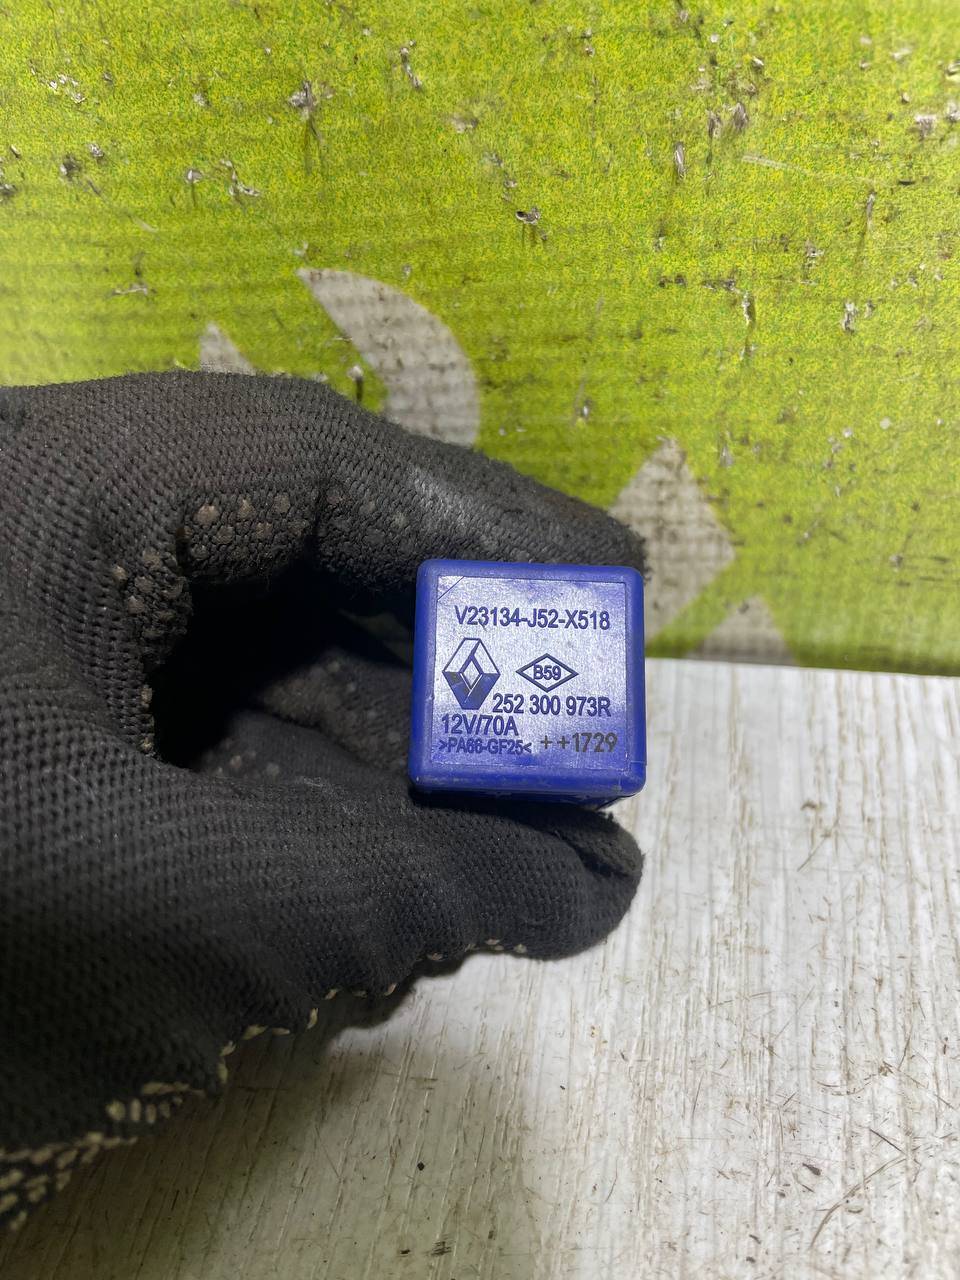 V23134-J52-X518
B59
252 300 973R
12V/70A
>PA66-GF25< ++1729